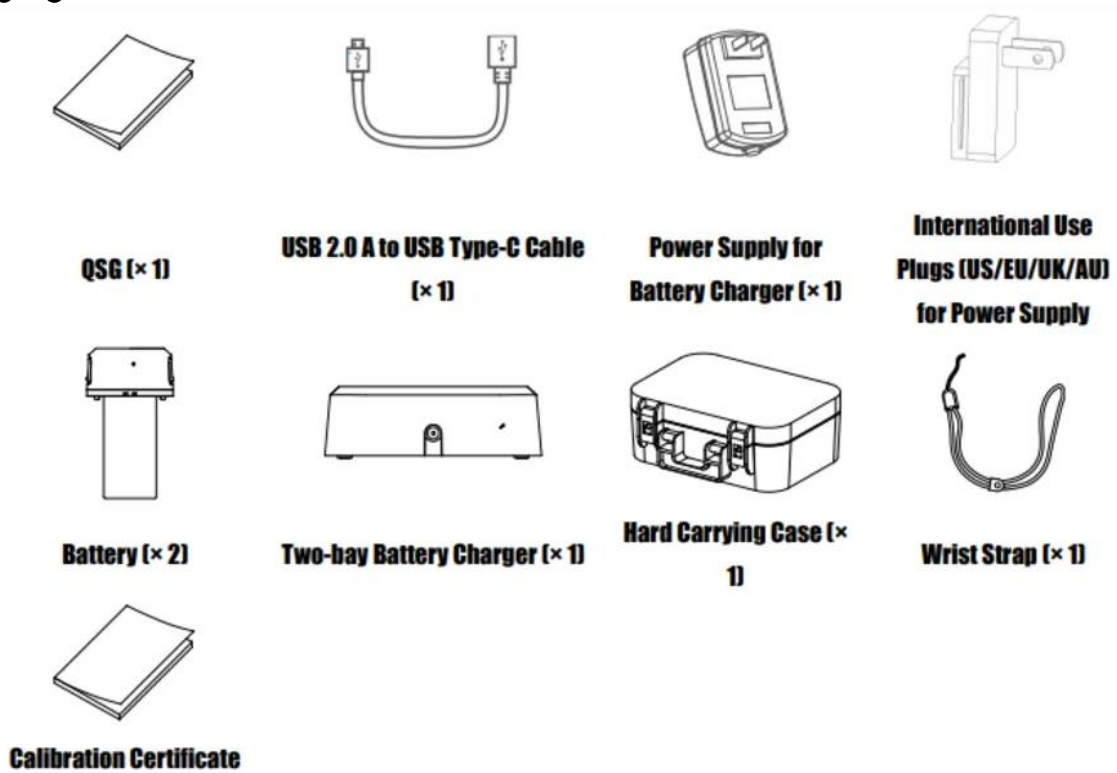 QSG (× 1)
USB 2.0 A to USB Type-C Cable
(× 1)
Power Supply for
Battery Charger (× 1)
International Use
Plugs (US/EU/UK/AU)
for Power Supply
Battery (× 2)
Two-bay Battery Charger (× 1)
Hard Carrying Case (×
1)
Wrist Strap (× 1)
Calibration Certificate